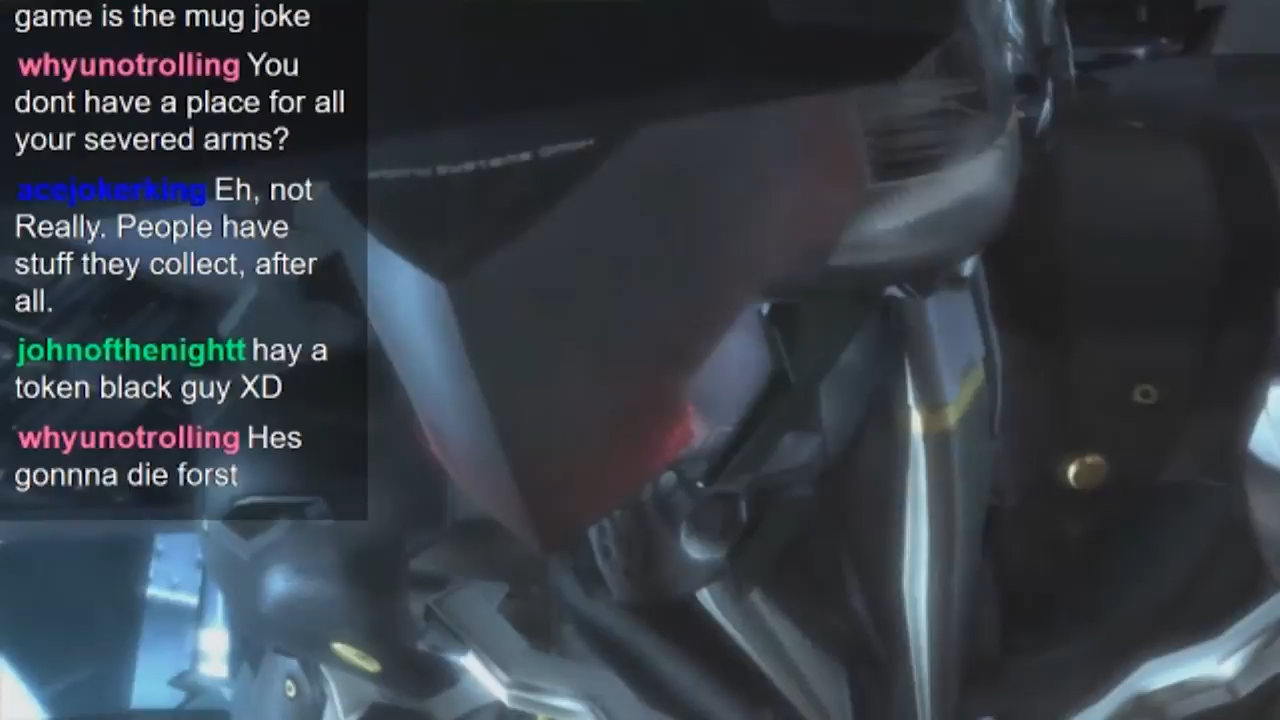 game is the mug joke
whyunotrolling You
dont have a place for all
your severed arms?
acejokerking Eh, not
Really. People have
stuff they collect, after
all.
johnofthenightt hay a
token black guy XD
whyunotrolling Hes
gonnna die forst